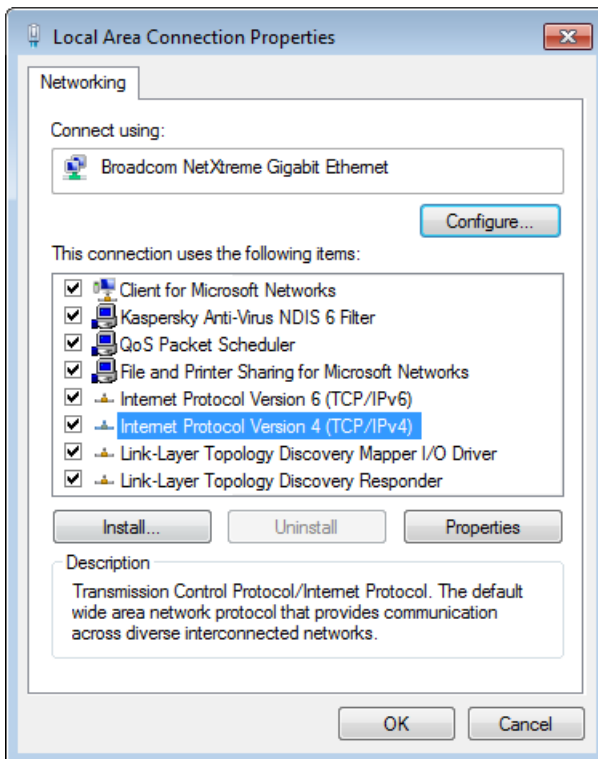 Local Area Connection Properties
Networking
Connect using:
Broadcom NetXtreme Gigabit Ethernet
Configure...
This connection uses the following items:
Client for Microsoft Networks
Kaspersky Anti-Virus NDIS 6 Filter
QoS Packet Scheduler
File and Printer Sharing for Microsoft Networks
Internet Protocol Version 6 (TCP/IPv6)
Internet Protocol Version 4 (TCP/IPv4)
Link-Layer Topology Discovery Mapper I/O Driver
Link-Layer Topology Discovery Responder
Install... Uninstall Properties
Description
Transmission Control Protocol/Internet Protocol. The default
wide area network protocol that provides communication
across diverse interconnected networks.
OK Cancel